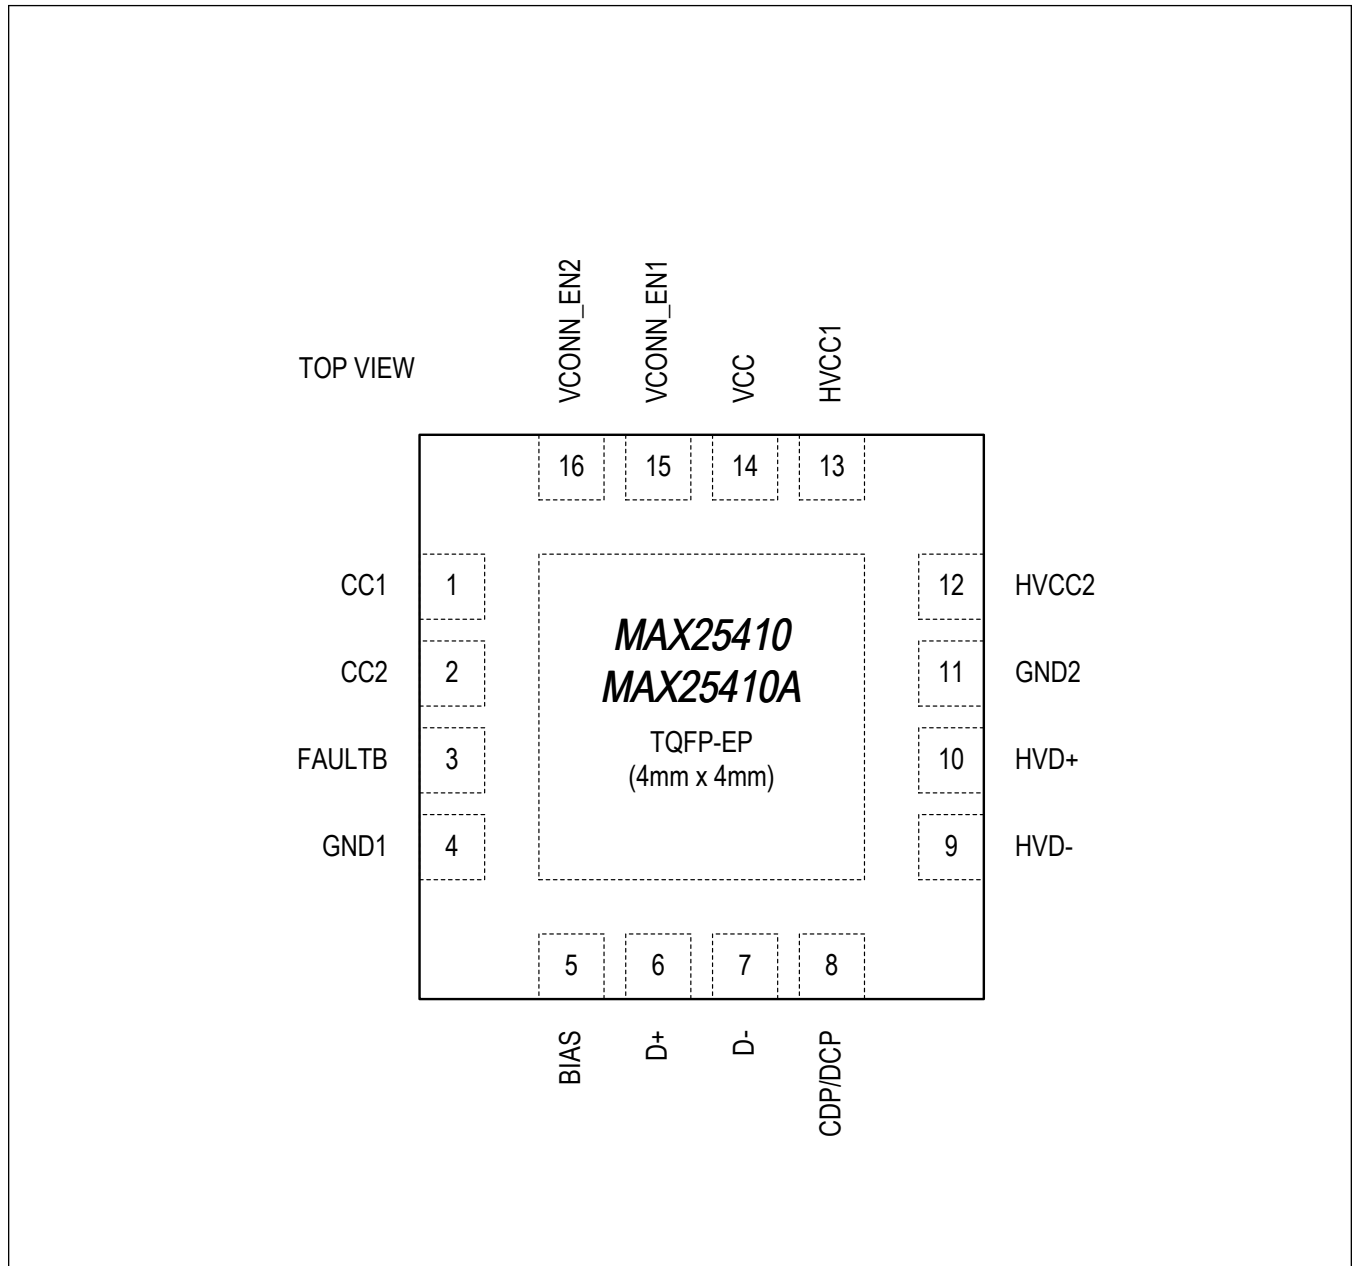 VCONN_EN2
VCONN_EN1
VCC
HVCC1
TOP VIEW
16
15
14
13
CC1
1
12
HVCC2
CC2
2
11
GND2
FAULTB
3
10
HVD+
GND1
4
9
HVD-
MAX25410
MAX25410A
TQFP-EP
(4mm x 4mm)
5
6
7
8
BIAS
D+
D-
CDP/DCP